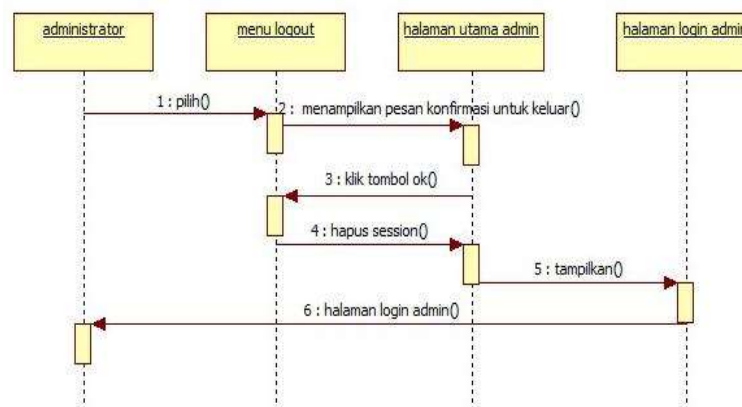 administrator
menu logout
halaman utama admin
halaman login admin
1 : pilih()
2 : menampilkan pesan konfirmasi untuk keluar()
3 : klik tombol ok()
4 : hapus session()
5 : tampilkan()
6 : halaman login admin()